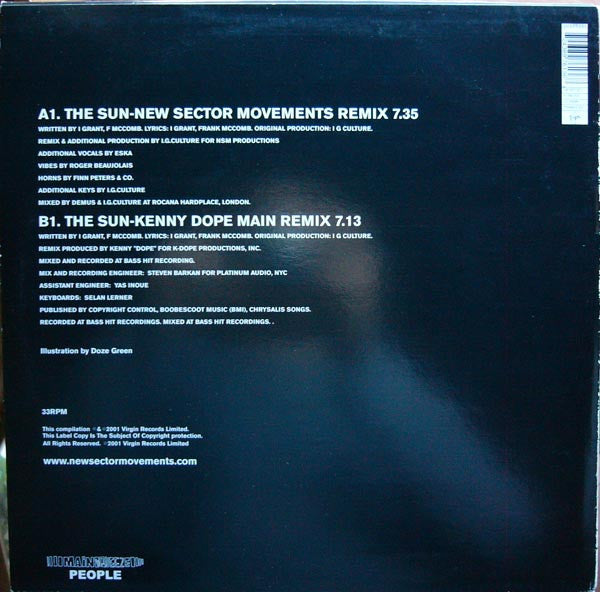 A1. THE SUN-NEW SECTOR MOVEMENTS REMIX 7.35
WRITTEN BY I GRANT, F MCCOMB. LYRICS: I GRANT, FRANK MCCOMB. ORIGINAL PRODUCTION: I G CULTURE.
REMIX & ADDITIONAL PRODUCTION BY I.G.CULTURE FOR NSM PRODUCTIONS
ADDITIONAL VOCALS BY ESKA
VIBES BY ROGER BEAUJOLAIS
HORNS BY FINN PETERS & CO.
ADDITIONAL KEYS BY I.G.CULTURE
MIXED BY DEMUS & I.G.CULTURE AT ROCANA HARDPLACE, LONDON.
B1. THE SUN-KENNY DOPE MAIN REMIX 7.13
WRITTEN BY I GRANT, F MCCOMB. LYRICS: I GRANT, FRANK MCCOMB. ORIGINAL PRODUCTION: I G CULTURE.
REMIX PRODUCED BY KENNY "DOPE" FOR K-DOPE PRODUCTIONS, INC.
MIXED AND RECORDED AT BASS HIT RECORDING.
MIX AND RECORDING ENGINEER: STEVEN BARKAN FOR PLATINUM AUDIO, NYC
ASSISTANT ENGINEER: YAS INOUE
KEYBOARDS: SELAN LERNER
PUBLISHED BY COPYRIGHT CONTROL, BOOBESCOOT MUSIC (BMI), CHRYSALIS SONGS.
RECORDED AT BASS HIT RECORDINGS. MIXED AT BASS HIT RECORDINGS. .
Illustration by Doze Green
33RPM
This compilation ℗ & © 2001 Virgin Records Limited.
This Label Copy Is The Subject Of Copyright protection.
All Rights Reserved. ©2001 Virgin Records Limited
www.newsectormovements.com
PEOPLE